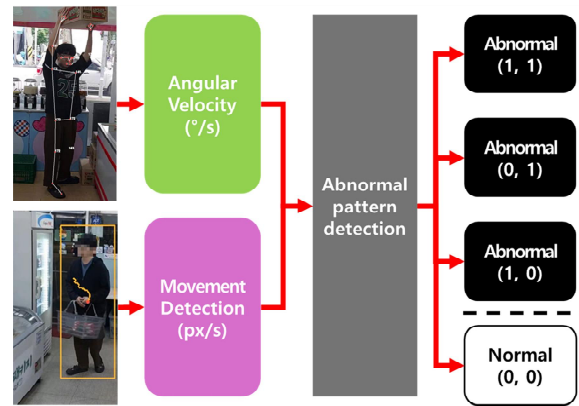 Angular
Velocity
(°/s)
Movement
Detection
(px/s)
Abnormal
pattern
detection
Abnormal
(1, 1)
Abnormal
(0, 1)
Abnormal
(1, 0)
Normal
(0, 0)